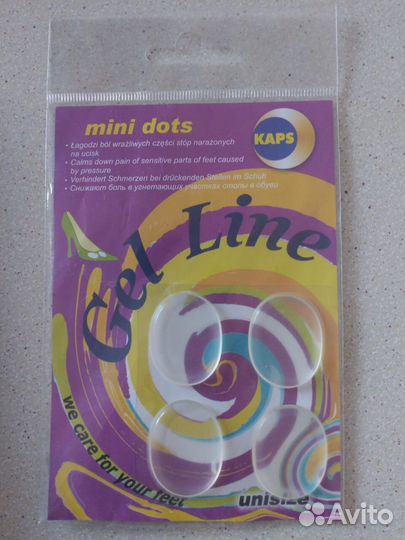 mini dots
KAPS
• Łagodzi ból wrażliwych części stóp narażonych
na ucisk
• Calms down pain of sensitive parts of feet caused
by pressure
• Verhindert Schmerzen bei drückenden Stellen im Schuh
• Снижают боль в угнетающих участках стопы в обуви
Gel Line
we care for your feet
unisize
Avito